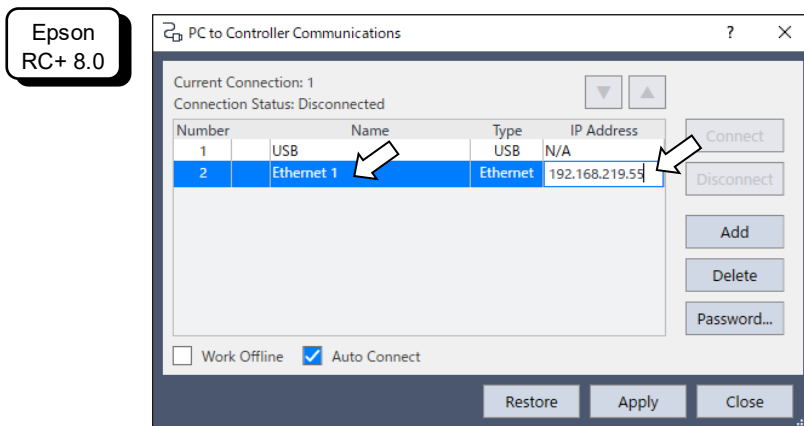 Epson
RC+ 8.0
PC to Controller Communications
?
Current Connection: 1
Connection Status: Disconnected
Number Name Type IP Address
1 USB USB N/A
2 Ethernet 1 Ethernet 192.168.219.55
Connect
Disconnect
Add
Delete
Password...
Work Offline Auto Connect
Restore Apply Close